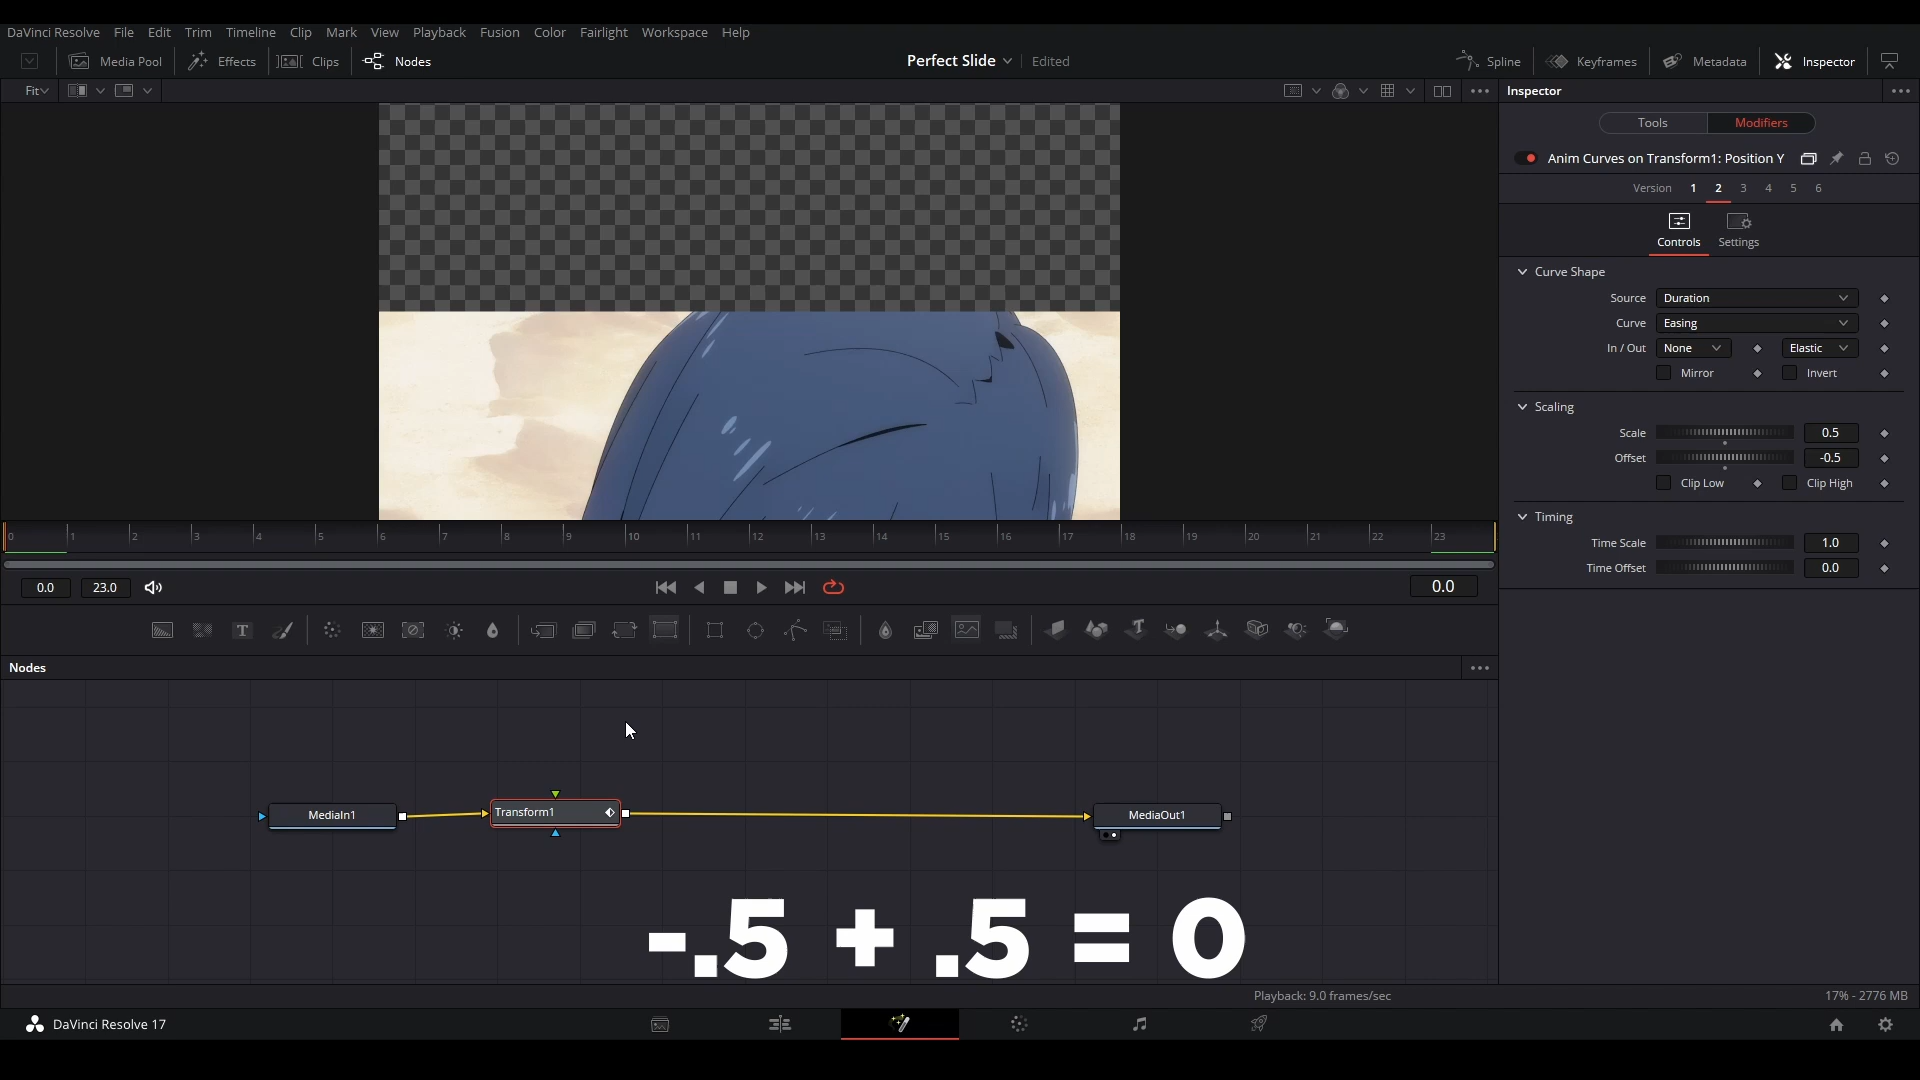 DaVinci Resolve File Edit Trim Timeline Clip Mark View Playback Fusion Color Fairlight Workspace Help
Media Pool Effects Clips Nodes Perfect Slide Edited Spline Keyframes Metadata Inspector
Fit Inspector
Tools Modifiers
Anim Curves on Transform1: Position Y
Version 1 2 3 4 5 6
Controls Settings
Curve Shape
Source Duration
Curve Easing
In / Out None Elastic
Mirror Invert
Scaling
Scale 0.5
Offset -0.5
Clip Low Clip High
Timing
Time Scale 1.0
Time Offset 0.0
0 1 2 3 4 5 6 7 8 9 10 11 12 13 14 15 16 17 18 19 20 21 22 23
0.0 23.0 0.0
Nodes
MediaIn1 Transform1 MediaOut1
-.5 + .5 = 0
Playback: 9.0 frames/sec 17% - 2776 MB
DaVinci Resolve 17